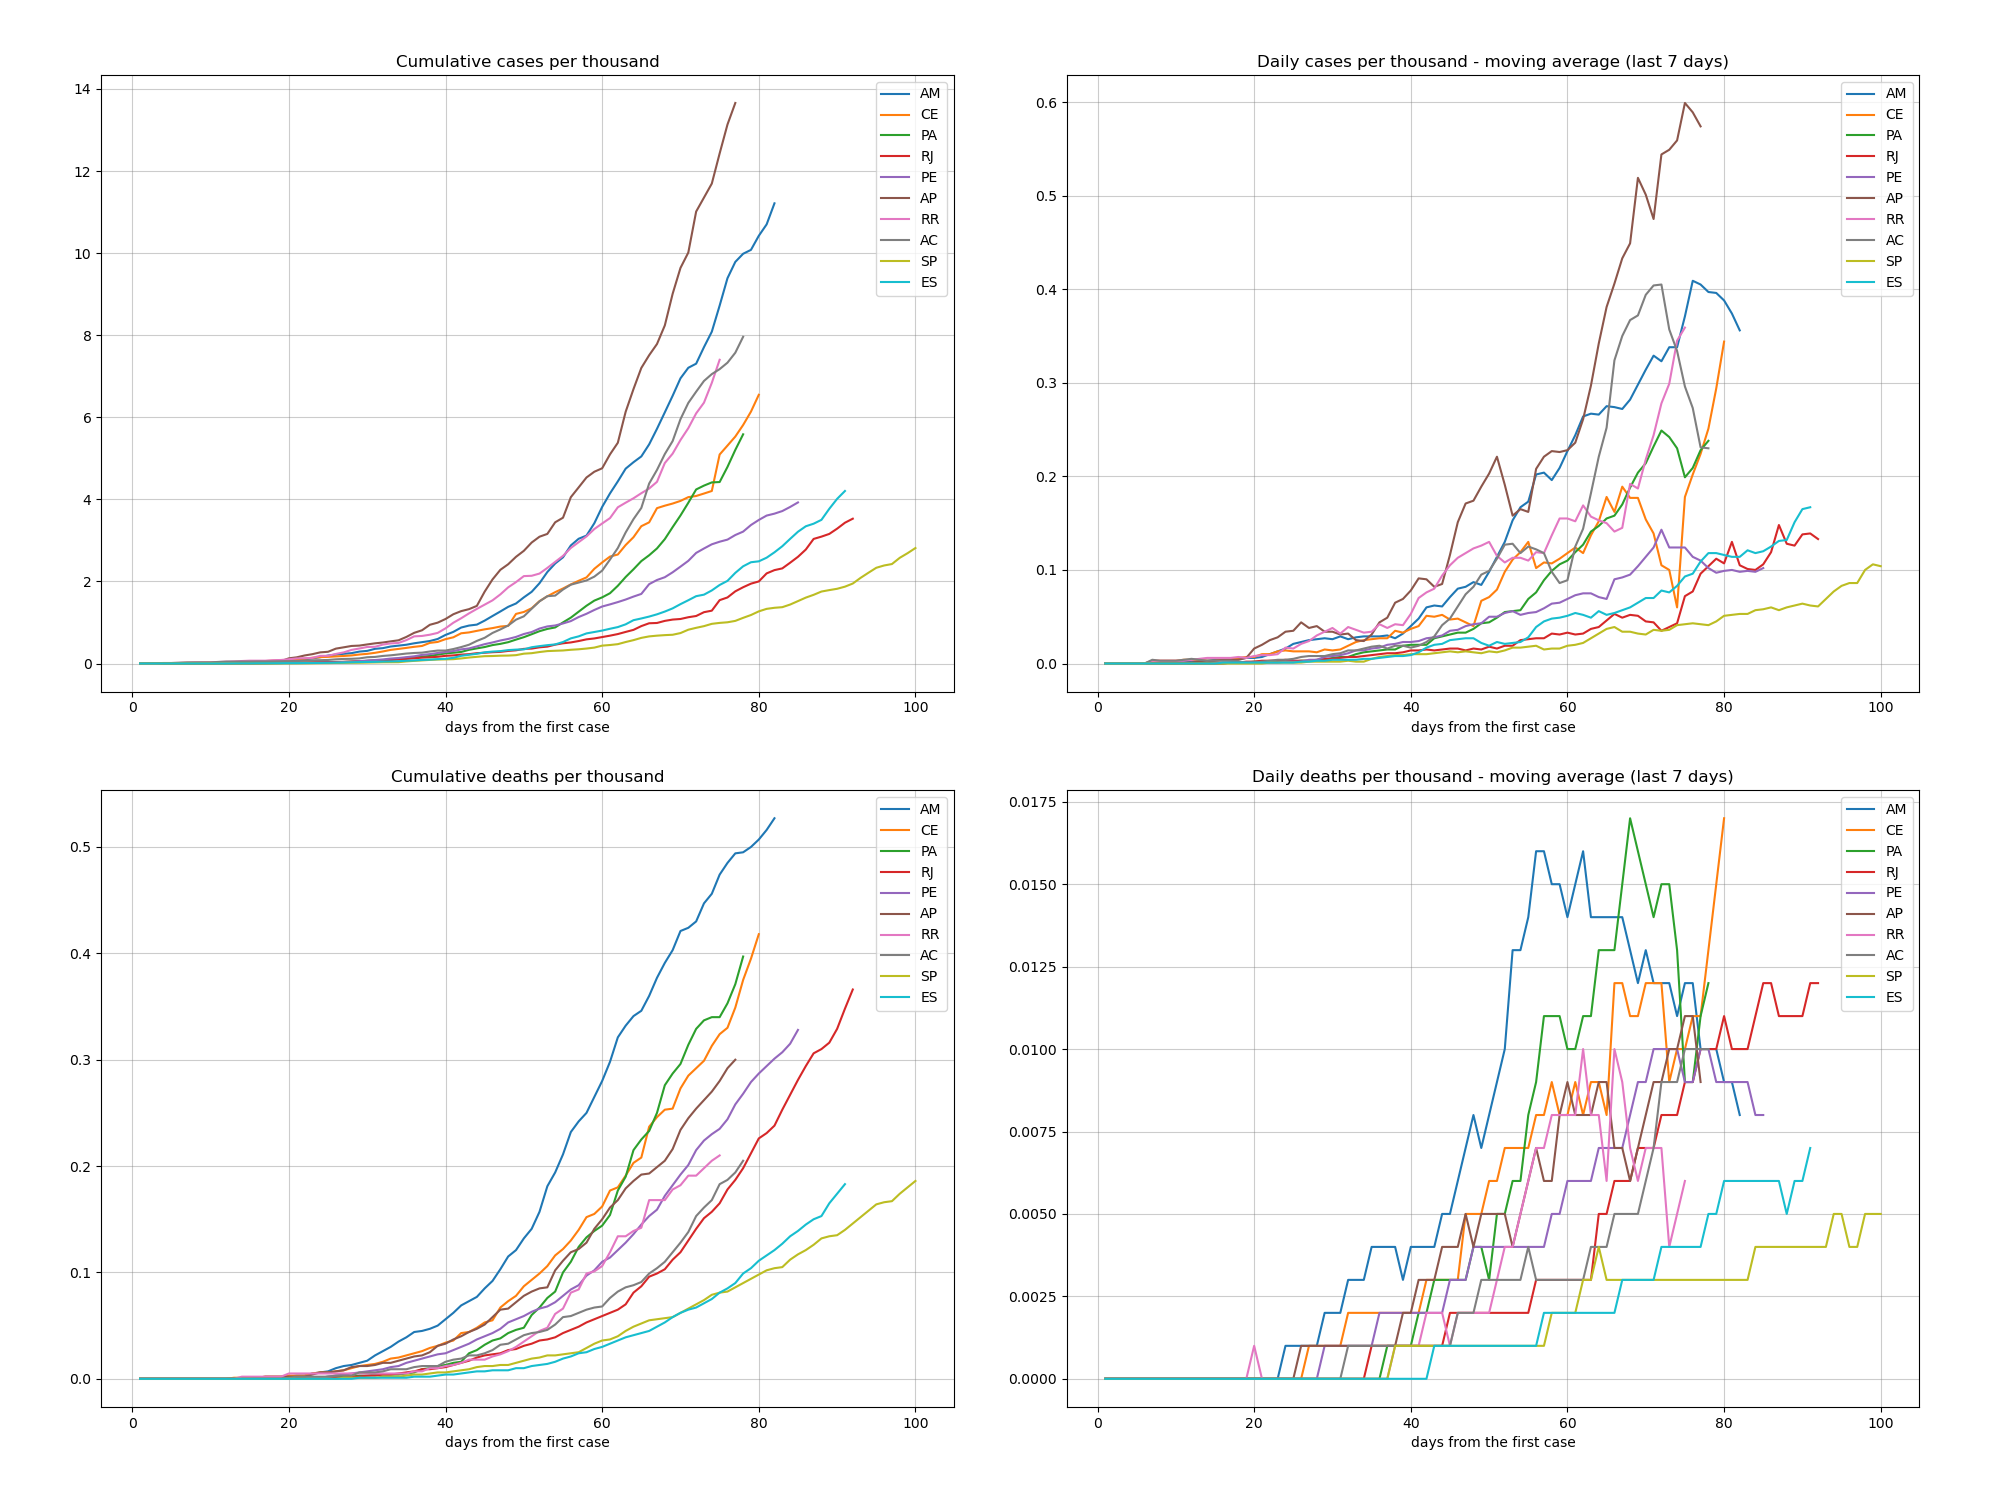 Cumulative cases per thousand
14
12
10
8
6
4
2
0
0 20 40 60 80 100
days from the first case
AM
CE
PA
RJ
PE
AP
RR
AC
SP
ES
Daily cases per thousand - moving average (last 7 days)
0.6
0.5
0.4
0.3
0.2
0.1
0.0
0 20 40 60 80 100
days from the first case
AM
CE
PA
RJ
PE
AP
RR
AC
SP
ES
Cumulative deaths per thousand
0.5
0.4
0.3
0.2
0.1
0.0
0 20 40 60 80 100
days from the first case
AM
CE
PA
RJ
PE
AP
RR
AC
SP
ES
Daily deaths per thousand - moving average (last 7 days)
0.0175
0.0150
0.0125
0.0100
0.0075
0.0050
0.0025
0.0000
0 20 40 60 80 100
days from the first case
AM
CE
PA
RJ
PE
AP
RR
AC
SP
ES